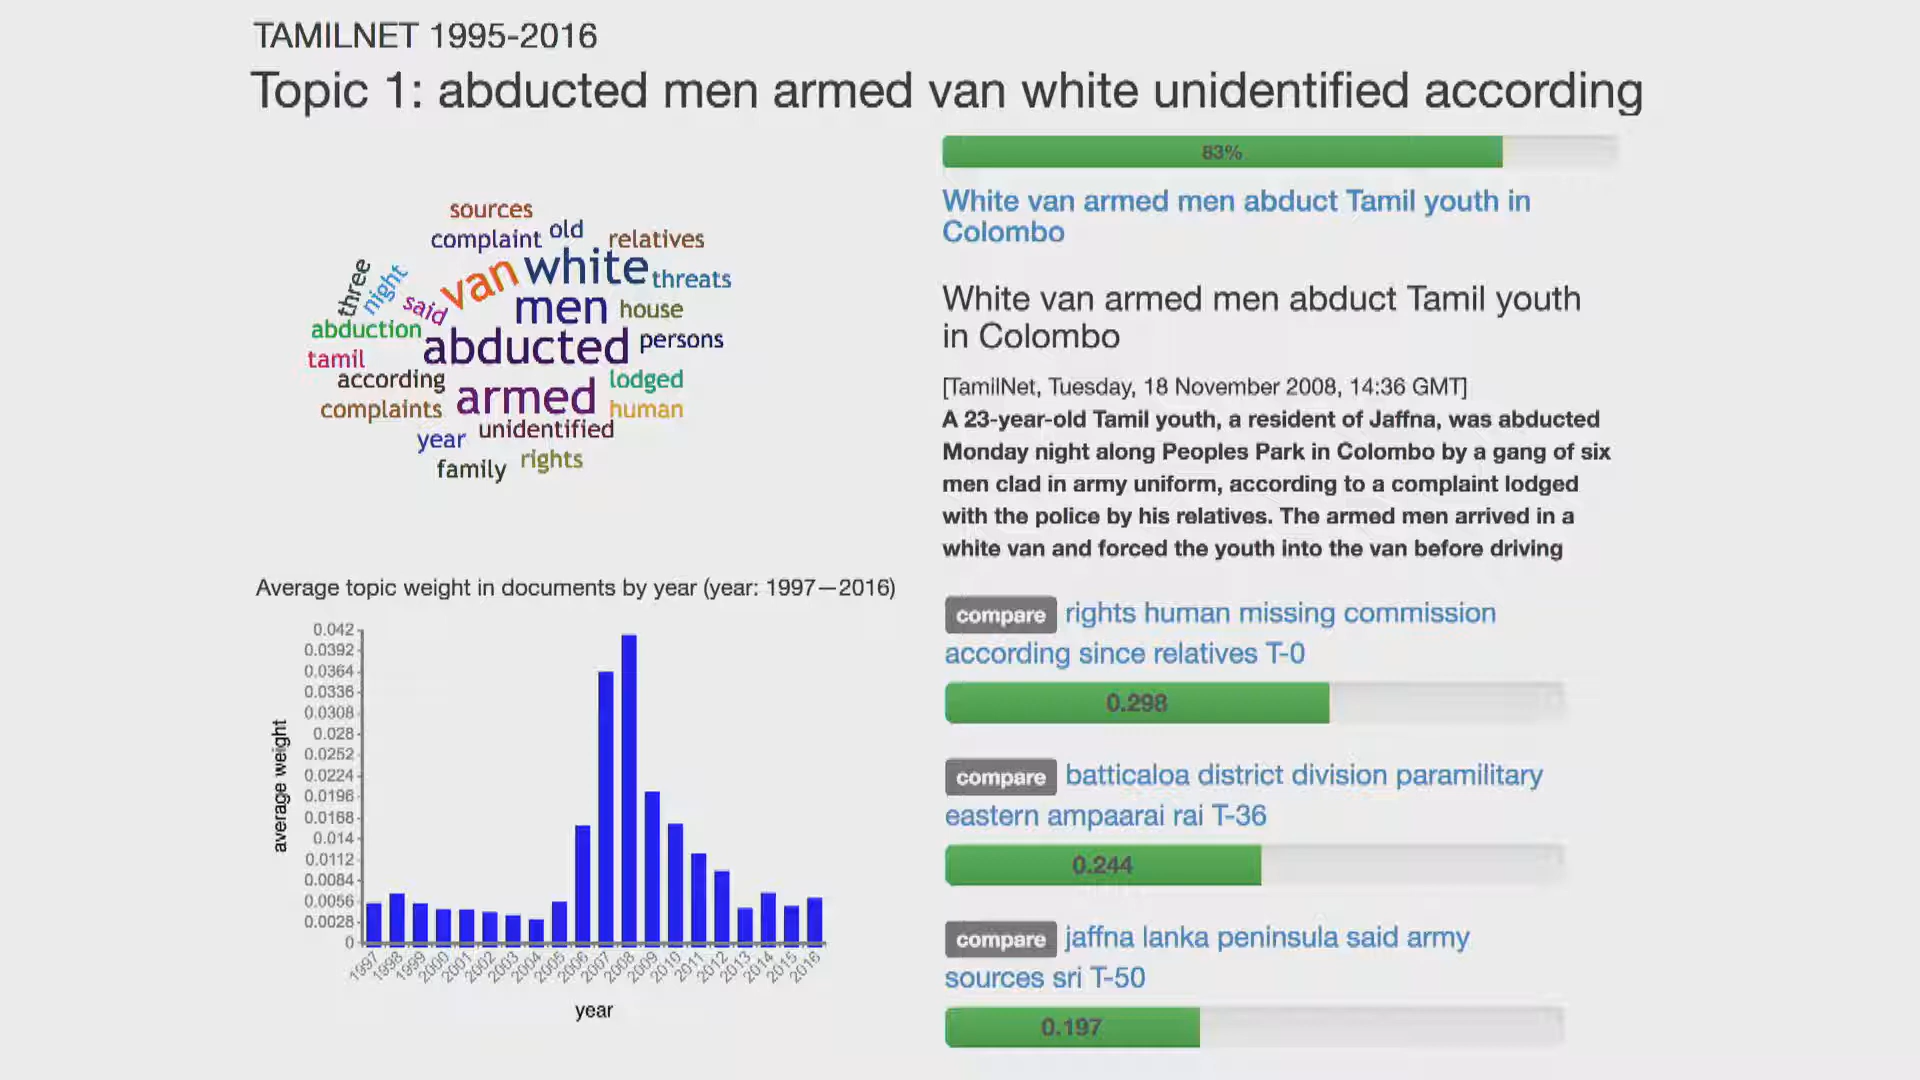 TAMILNET 1995-2016
Topic 1: abducted men armed van white unidentified according
sources
complaint old relatives
three night said van white threats
men house
abduction abducted persons
tamil
according armed lodged
complaints human
year unidentified
family rights
Average topic weight in documents by year (year: 1997—2016)
average weight
0.042
0.0392
0.0364
0.0336
0.0308
0.028
0.0252
0.0224
0.0196
0.0168
0.014
0.0112
0.0084
0.0056
0.0028
0
1997 1998 1999 2000 2001 2002 2003 2004 2005 2006 2007 2008 2009 2010 2011 2012 2013 2014 2015 2016
year
83%
White van armed men abduct Tamil youth in
Colombo
White van armed men abduct Tamil youth
in Colombo
[TamilNet, Tuesday, 18 November 2008, 14:36 GMT]
A 23-year-old Tamil youth, a resident of Jaffna, was abducted
Monday night along Peoples Park in Colombo by a gang of six
men clad in army uniform, according to a complaint lodged
with the police by his relatives. The armed men arrived in a
white van and forced the youth into the van before driving
compare rights human missing commission
according since relatives T-0
0.298
compare batticaloa district division paramilitary
eastern ampaarai rai T-36
0.244
compare jaffna lanka peninsula said army
sources sri T-50
0.197